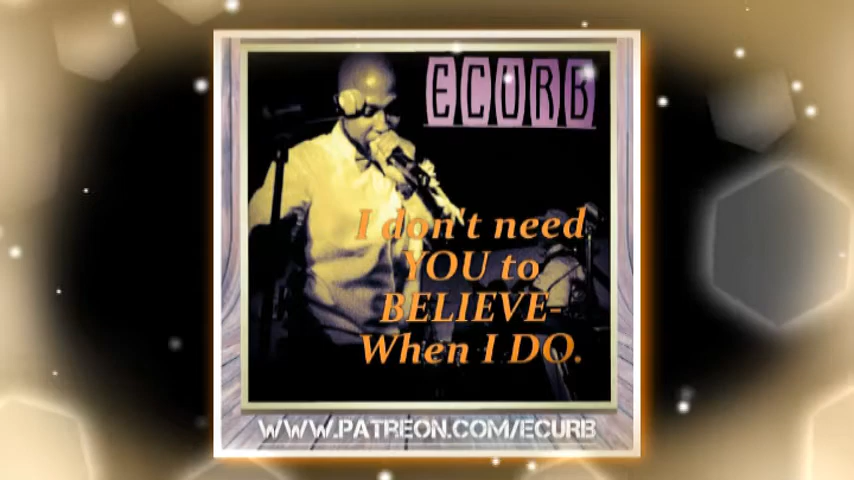 ECURB
I don't need
YOU to
BELIEVE-
When I DO.
WWW.PATREON.COM/ECURB